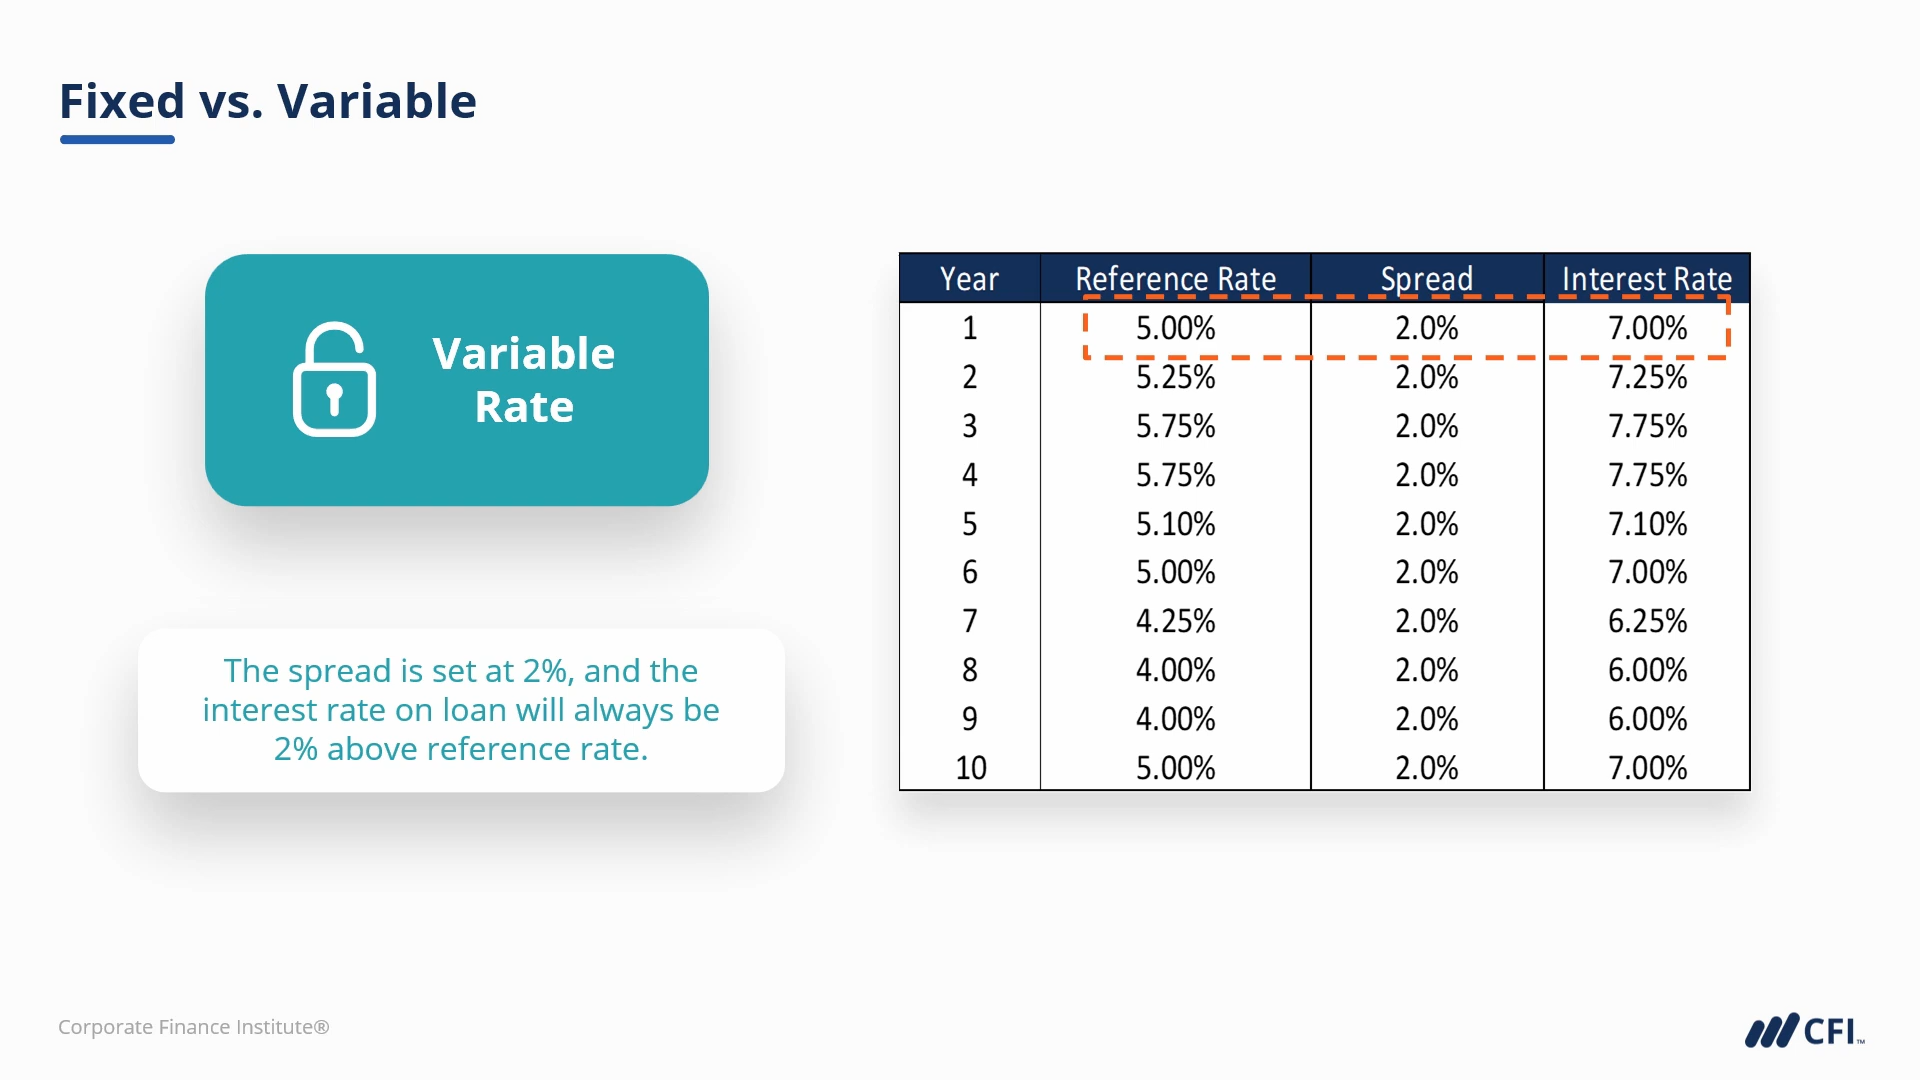 Fixed vs. Variable
Variable
Rate
The spread is set at 2%, and the
interest rate on loan will always be
2% above reference rate.
Year Reference Rate Spread Interest Rate
1 5.00% 2.0% 7.00%
2 5.25% 2.0% 7.25%
3 5.75% 2.0% 7.75%
4 5.75% 2.0% 7.75%
5 5.10% 2.0% 7.10%
6 5.00% 2.0% 7.00%
7 4.25% 2.0% 6.25%
8 4.00% 2.0% 6.00%
9 4.00% 2.0% 6.00%
10 5.00% 2.0% 7.00%
Corporate Finance Institute®
CFI™